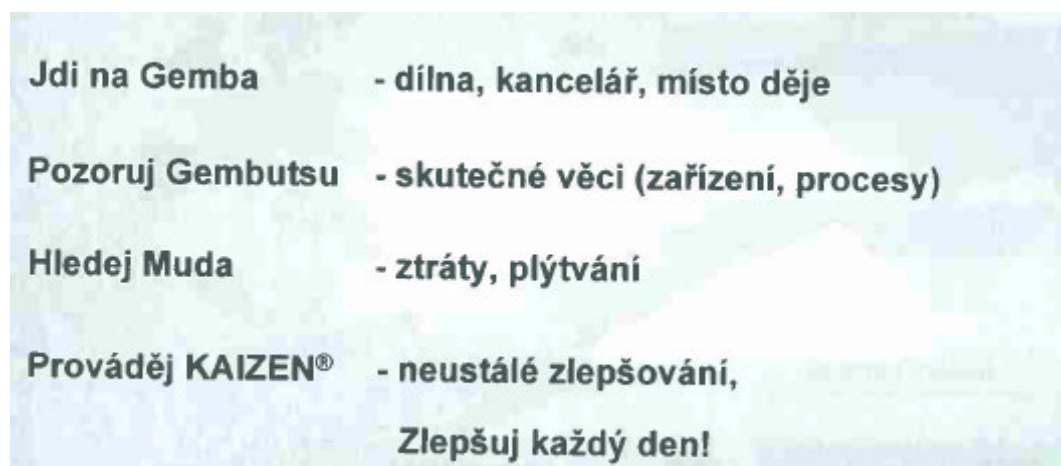 Jdi na Gemba - dílna, kancelář, místo děje
Pozoruj Gembutsu - skutečné věci (zařízení, procesy)
Hledej Muda - ztráty, plýtvání
Prováděj KAIZEN® - neustálé zlepšování,
Zlepšuj každý den!